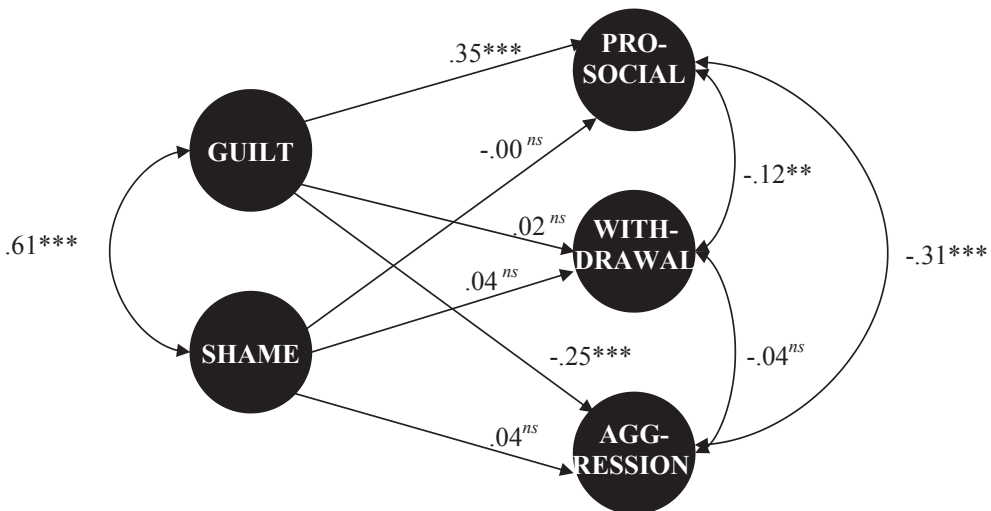 PRO-
SOCIAL
.35***
GUILT
-.00 ns
-.12**
.02 ns
WITH-
DRAWAL
.61***
-.31***
.04 ns
SHAME
-.25***
-.04ns
.04ns
AGG-
RESSION